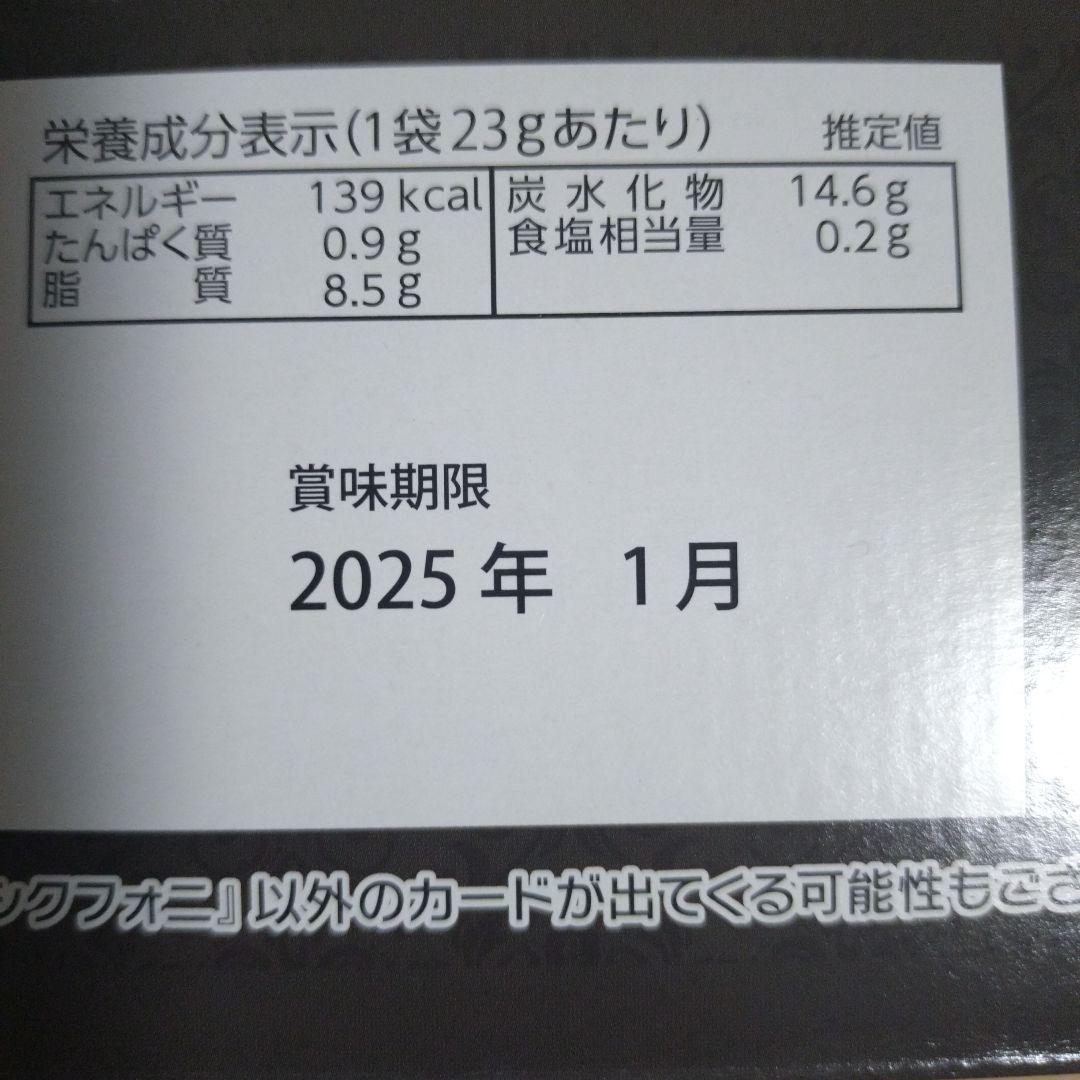 栄養成分表示(1袋23gあたり) 推定値
エネルギー 139 kcal 炭水化物 14.6g
たんぱく質 0.9g 食塩相当量 0.2g
脂質 8.5g
賞味期限
2025年 1月
ンクフォニ』以外のカードが出てくる可能性もござ